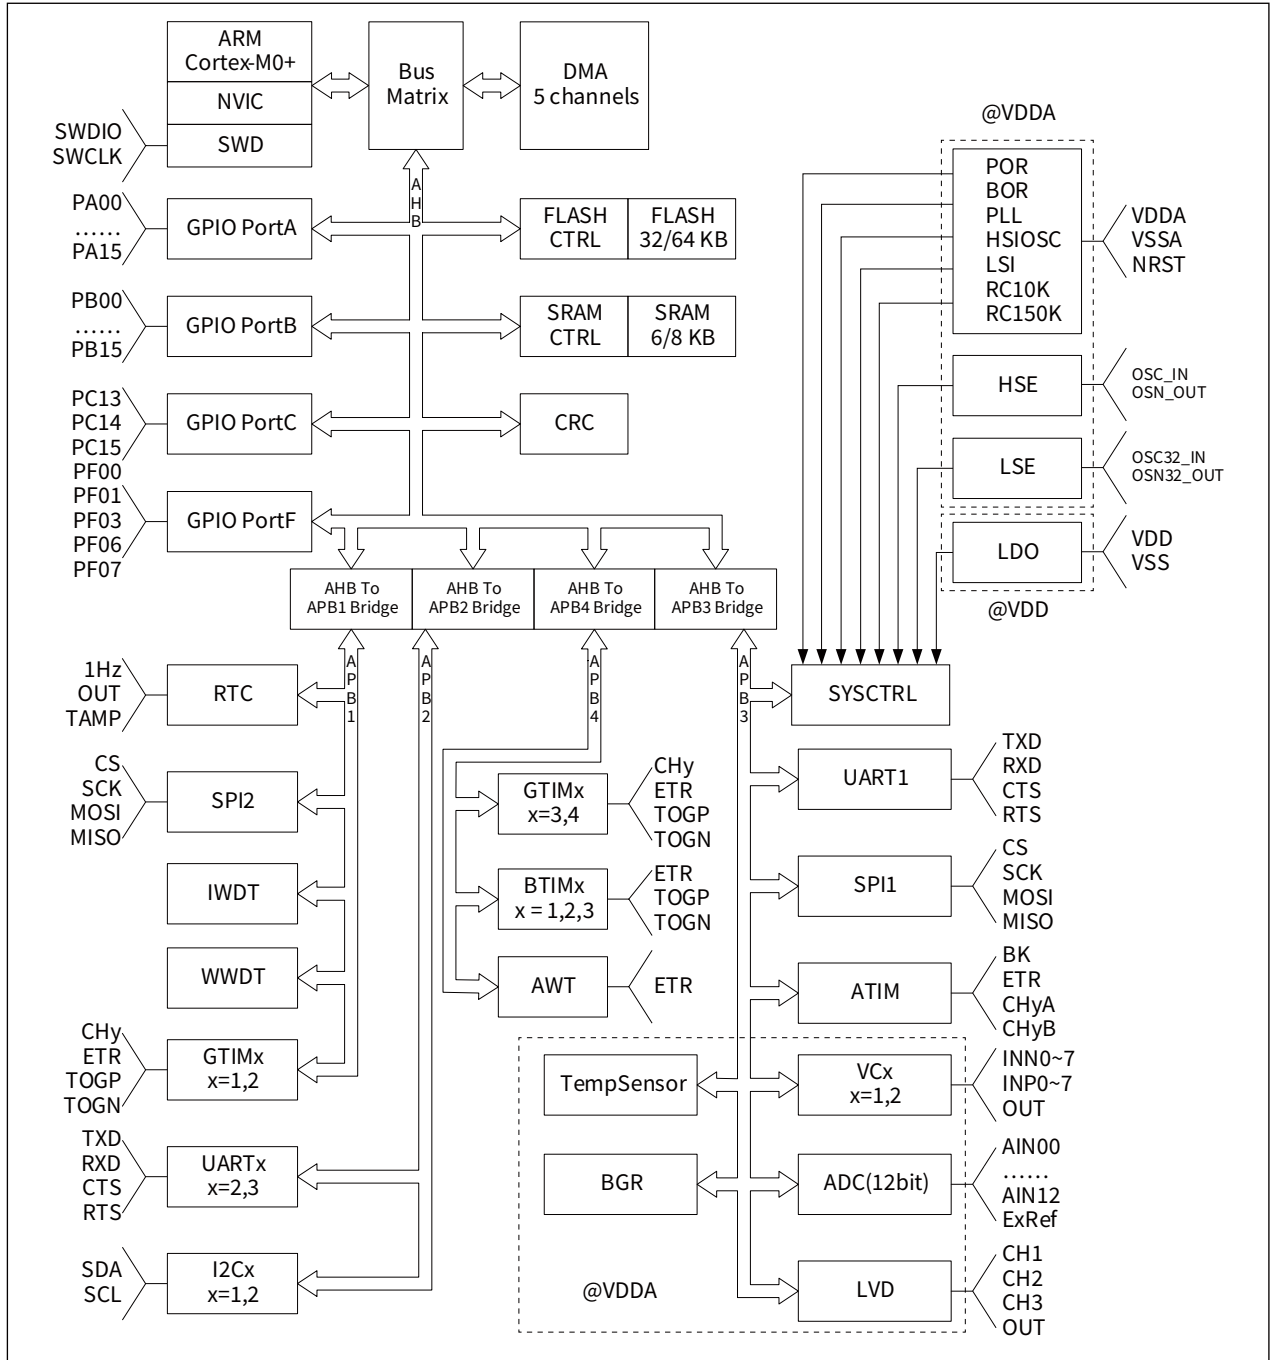 ARM
Cortex-M0+
NVIC
SWD
SWDIO
SWCLK
Bus
Matrix
DMA
5 channels
AHB
PA00
......
PA15
GPIO PortA
FLASH
CTRL
FLASH
32/64 KB
PB00
......
PB15
GPIO PortB
SRAM
CTRL
SRAM
6/8 KB
PC13
PC14
PC15
GPIO PortC
CRC
PF00
PF01
PF03
PF06
PF07
GPIO PortF
@VDDA
POR
BOR
PLL
HSIOSC
LSI
RC10K
RC150K
VDDA
VSSA
NRST
HSE
OSC_IN
OSN_OUT
LSE
OSC32_IN
OSN32_OUT
LDO
VDD
VSS
@VDD
AHB To
APB1 Bridge
AHB To
APB2 Bridge
AHB To
APB4 Bridge
AHB To
APB3 Bridge
APB1
APB2
APB4
APB3
1Hz
OUT
TAMP
RTC
SYSCTRL
CS
SCK
MOSI
MISO
SPI2
IWDT
WWDT
CHy
ETR
TOGP
TOGN
GTIMx
x=1,2
TXD
RXD
CTS
RTS
UARTx
x=2,3
SDA
SCL
I2Cx
x=1,2
GTIMx
x=3,4
CHy
ETR
TOGP
TOGN
BTIMx
x = 1,2,3
ETR
TOGP
TOGN
AWT
ETR
UART1
TXD
RXD
CTS
RTS
SPI1
CS
SCK
MOSI
MISO
ATIM
BK
ETR
CHyA
CHyB
TempSensor
VCx
x=1,2
INN0~7
INP0~7
OUT
BGR
ADC(12bit)
AIN00
......
AIN12
ExRef
@VDDA
LVD
CH1
CH2
CH3
OUT